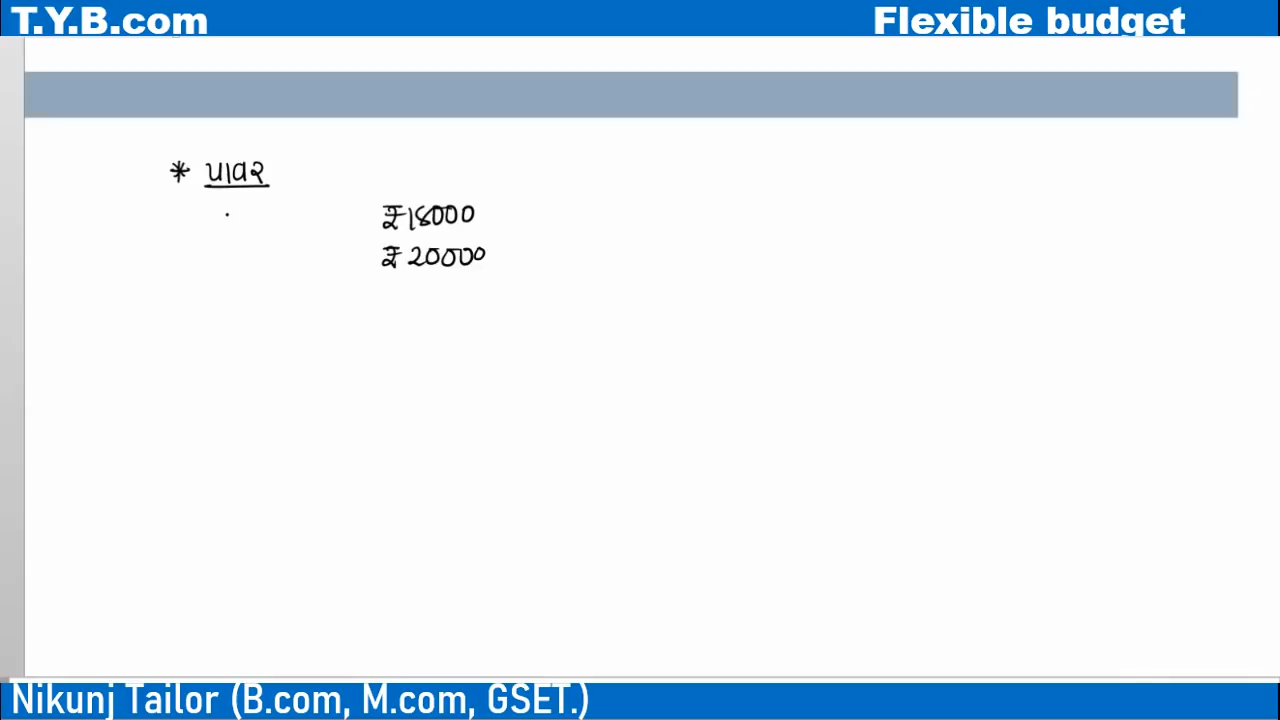 T.Y.B.com
Flexible budget
* પાવર
₹18000
₹20000
Nikunj Tailor (B.com, M.com, GSET.)